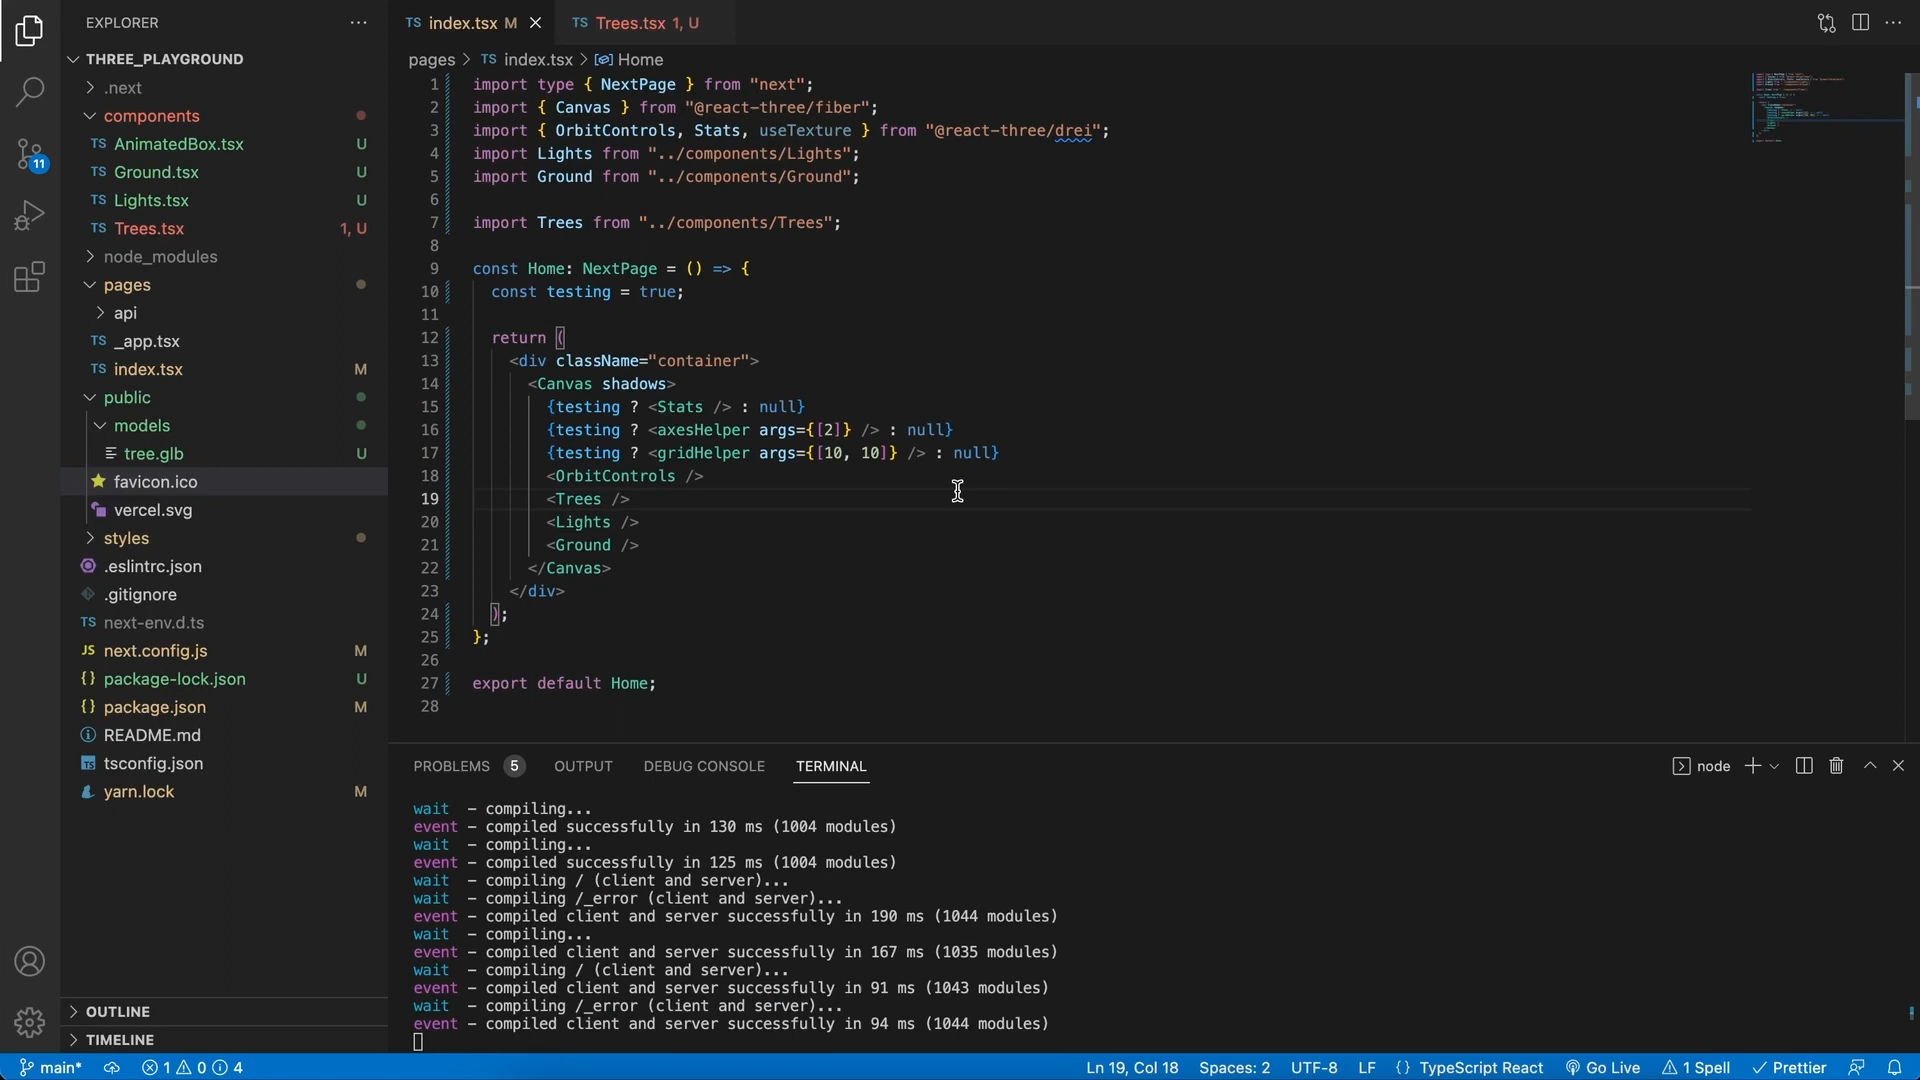 EXPLORER
THREE_PLAYGROUND
.next
components
TS AnimatedBox.tsx U
TS Ground.tsx U
TS Lights.tsx U
TS Trees.tsx 1, U
node_modules
pages
api
TS _app.tsx
TS index.tsx M
public
models
tree.glb U
favicon.ico
vercel.svg
styles
.eslintrc.json
.gitignore
TS next-env.d.ts
JS next.config.js M
{} package-lock.json U
{} package.json M
README.md
TS tsconfig.json
yarn.lock M
OUTLINE
TIMELINE
11
TS index.tsx M
TS Trees.tsx 1, U
pages > TS index.tsx > Home
1 import type { NextPage } from "next";
2 import { Canvas } from "@react-three/fiber";
3 import { OrbitControls, Stats, useTexture } from "@react-three/drei";
4 import Lights from "../components/Lights";
5 import Ground from "../components/Ground";
6
7 import Trees from "../components/Trees";
8
9 const Home: NextPage = () => {
10 const testing = true;
11
12 return (
13 <div className="container">
14 <Canvas shadows>
15 {testing ? <Stats /> : null}
16 {testing ? <axesHelper args={[2]} /> : null}
17 {testing ? <gridHelper args={[10, 10]} /> : null}
18 <OrbitControls />
19 <Trees />
20 <Lights />
21 <Ground />
22 </Canvas>
23 </div>
24 );
25 };
26
27 export default Home;
28
PROBLEMS 5 OUTPUT DEBUG CONSOLE TERMINAL
node
wait – compiling...
event – compiled successfully in 130 ms (1004 modules)
wait – compiling...
event – compiled successfully in 125 ms (1004 modules)
wait – compiling / (client and server)...
wait – compiling /_error (client and server)...
event – compiled client and server successfully in 190 ms (1044 modules)
wait – compiling...
event – compiled client and server successfully in 167 ms (1035 modules)
wait – compiling / (client and server)...
event – compiled client and server successfully in 91 ms (1043 modules)
wait – compiling /_error (client and server)...
event – compiled client and server successfully in 94 ms (1044 modules)
main* 1 0 4 Ln 19, Col 18 Spaces: 2 UTF-8 LF {} TypeScript React Go Live 1 Spell Prettier